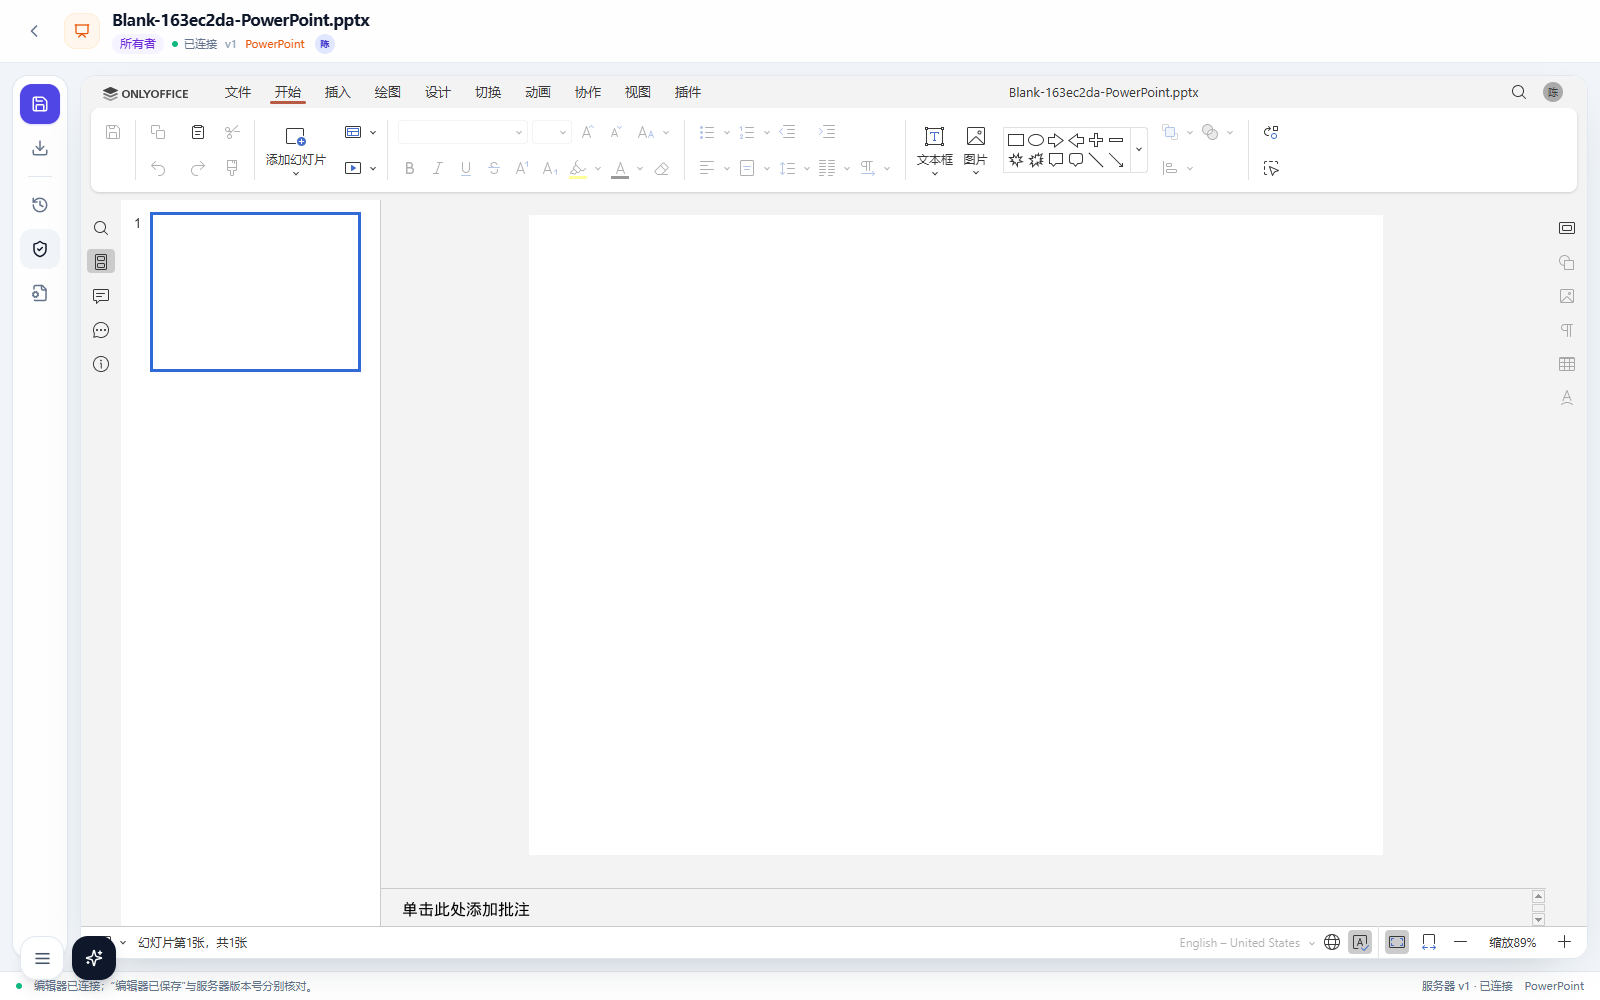 Blank-163ec2da-PowerPoint.pptx
所有者 已连接 v1 PowerPoint 陈
ONLYOFFICE 文件 开始 插入 绘图 设计 切换 动画 协作 视图 插件 Blank-163ec2da-PowerPoint.pptx 陈
添加幻灯片 文本框 图片
1
单击此处添加批注
幻灯片第1张，共1张 English – United States 缩放89%
编辑器已连接；“编辑器已保存”与服务器版本号分别核对。 服务器 v1 · 已连接 PowerPoint